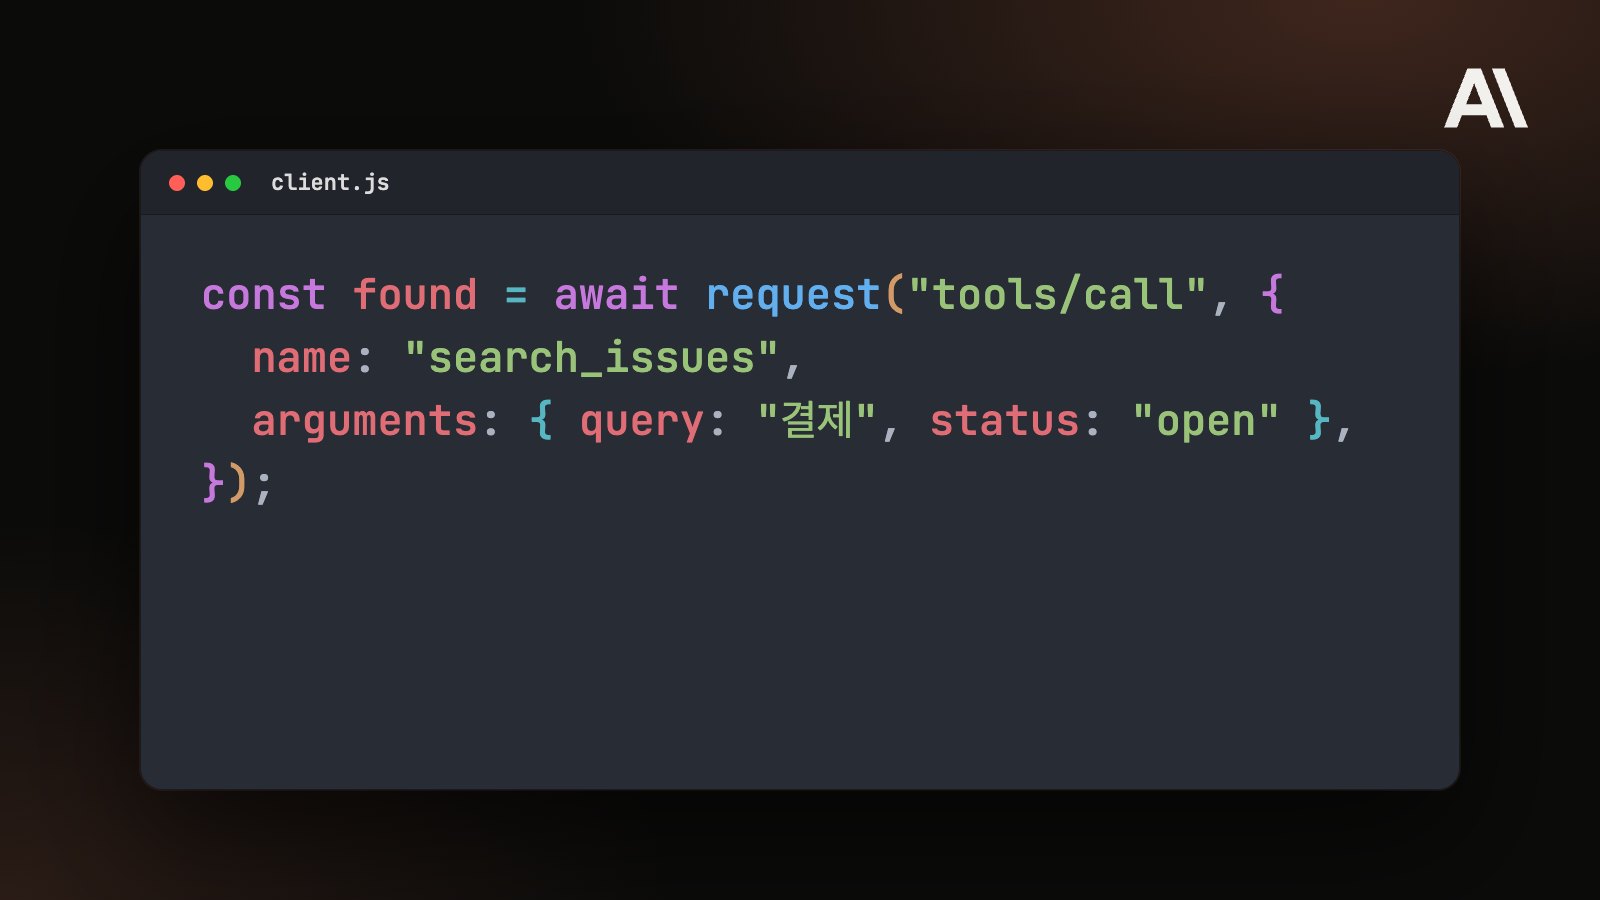 client.js
const found = await request("tools/call", {
  name: "search_issues",
  arguments: { query: "결제", status: "open" },
});